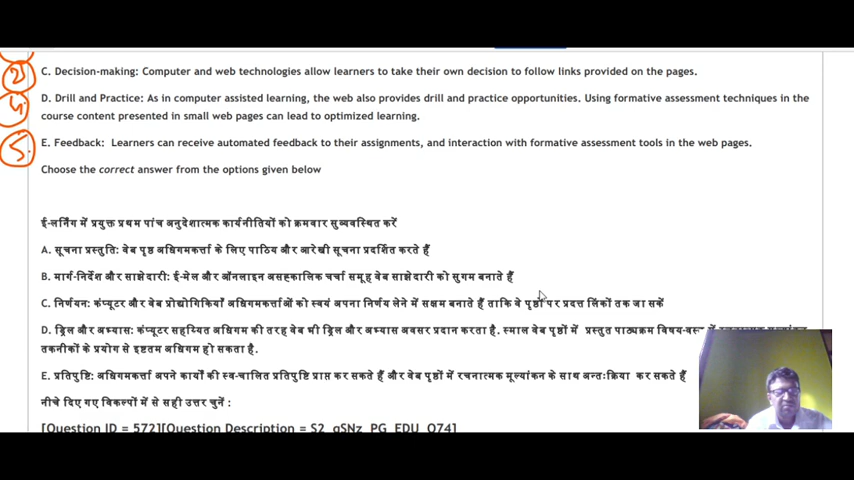 C. Decision-making: Computer and web technologies allow learners to take their own decision to follow links provided on the pages.
D. Drill and Practice: As in computer assisted learning, the web also provides drill and practice opportunities. Using formative assessment techniques in the
course content presented in small web pages can lead to optimized learning.
E. Feedback: Learners can receive automated feedback to their assignments, and interaction with formative assessment tools in the web pages.
Choose the correct answer from the options given below
ई-लर्निंग में प्रयुक्त प्रथम पांच अनुदेशात्मक कार्यनीतियों को क्रमवार सुव्यवस्थित करें
A. सूचना प्रस्तुति: वेब पृष्ठ अधिगमकर्त्ता के लिए पाठिय और आरेखी सूचना प्रदर्शित करते हैं
B. मार्ग-निर्देश और साझेदारी: ई-मेल और ऑनलाइन असहकालिक चर्चा समूह वेब साझेदारी को सुगम बनाते हैं
C. निर्णयन: कंप्यूटर और वेब प्रोद्योगिकियाँ अधिगमकर्त्ताओं को स्वयं अपना निर्णय लेने में सक्षम बनाते हैं ताकि वे पृष्ठों पर प्रदत्त लिंकों तक जा सकें
D. ड्रिल और अभ्यास: कंप्यूटर सहय्यित अधिगम की तरह वेब भी ड्रिल और अभ्यास अवसर प्रदान करता है. स्माल वेब पृष्ठों में प्रस्तुत पाठ्यक्रम
तकनीकों के प्रयोग से इष्टतम अधिगम हो सकता है.
E. प्रतिपुष्टि: अधिगमकर्त्ता अपने कार्यों की स्व-चालित प्रतिपुष्टि प्राप्त कर सकते हैं और वेब पृष्ठों में रचनात्मक मूल्यांकन के साथ अन्तःक्रिया कर सकते हैं
नीचे दिए गए विकल्पों में से सही उत्तर चुनें :
[Question ID = 572][Question Description = S2_qSNz_PG_EDU_Q74]